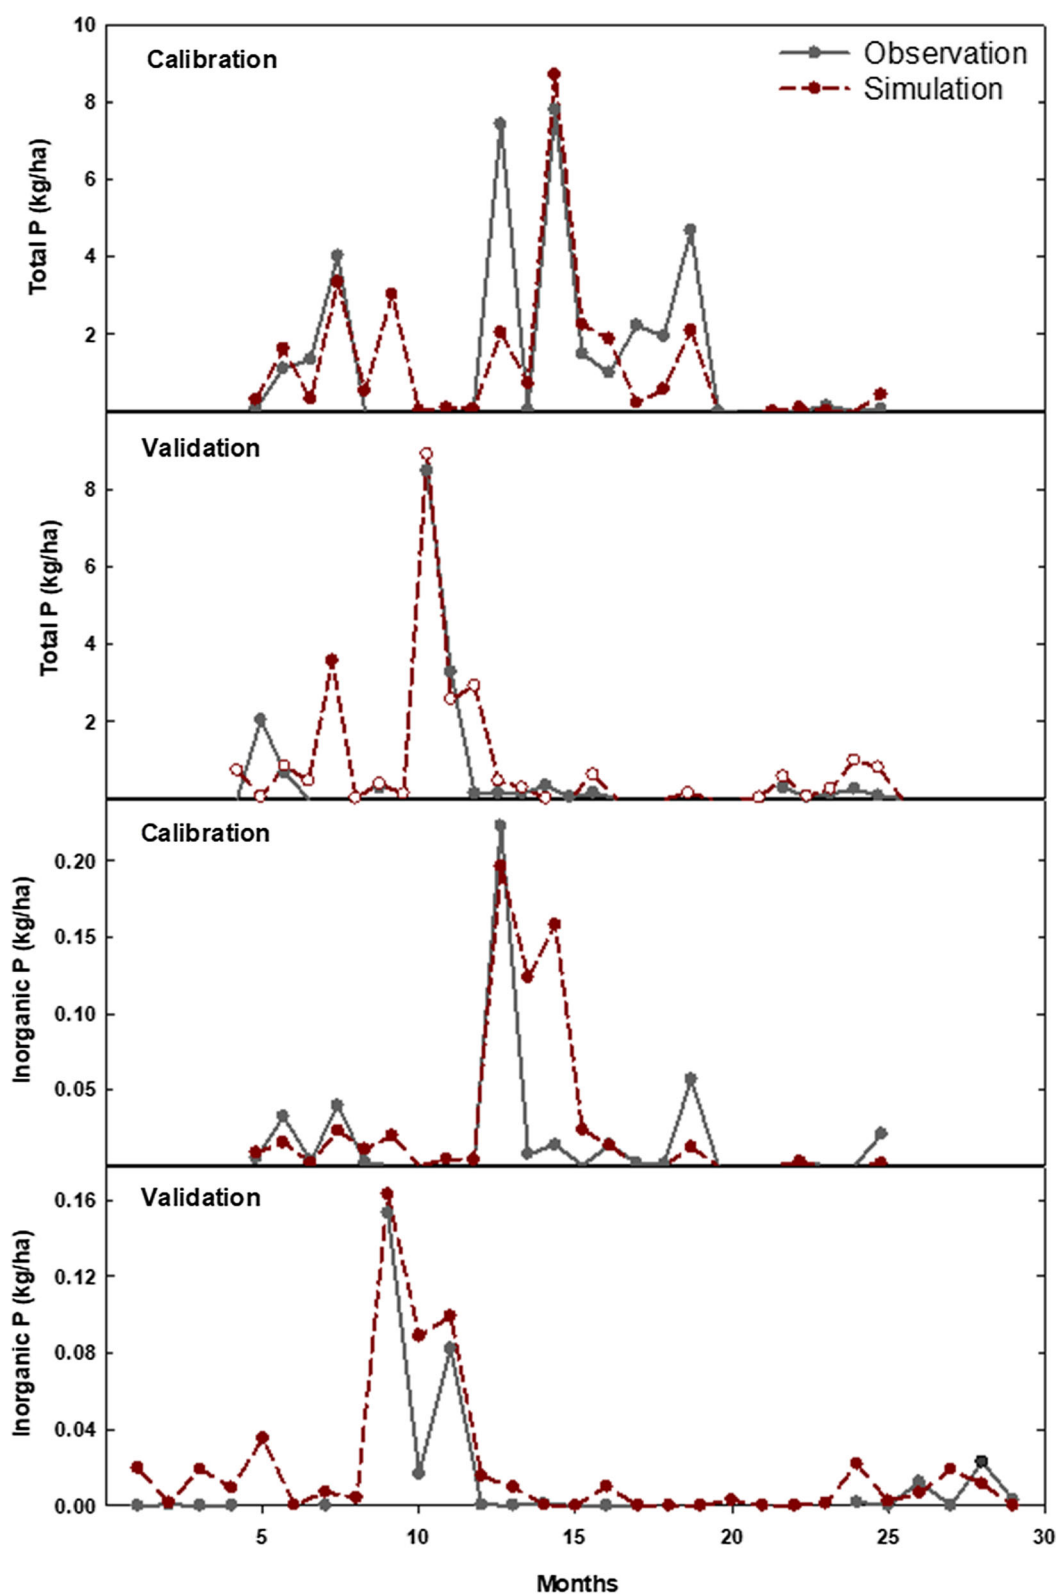 10
Calibration
Observation
Simulation
8
6
4
2
Total P (kg/ha)
Validation
8
6
4
2
Total P (kg/ha)
Calibration
0.20
0.15
0.10
0.05
Inorganic P (kg/ha)
Validation
0.16
0.12
0.08
0.04
0.00
Inorganic P (kg/ha)
5 10 15 20 25 30
Months